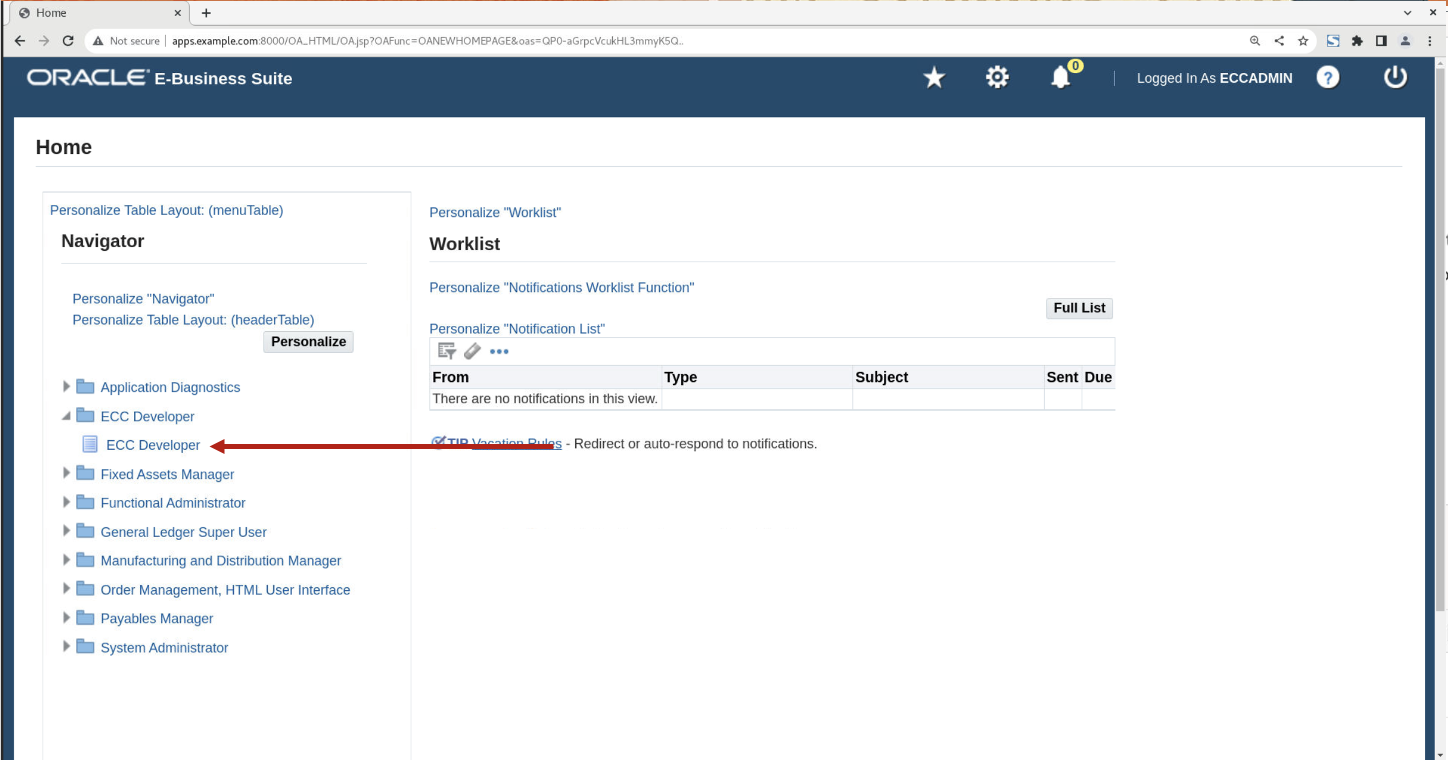 Home
Not secure | apps.example.com:8000/OA_HTML/OA.jsp?OAFunc=OANEWHOMEPAGE&oas=QP0-aGrpcVcukHL3mmyK5Q..
ORACLE E-Business Suite
0
Logged In As ECCADMIN
?
Home
Personalize Table Layout: (menuTable)
Navigator
Personalize "Navigator"
Personalize Table Layout: (headerTable)
Personalize
Application Diagnostics
ECC Developer
ECC Developer
Fixed Assets Manager
Functional Administrator
General Ledger Super User
Manufacturing and Distribution Manager
Order Management, HTML User Interface
Payables Manager
System Administrator
Personalize "Worklist"
Worklist
Personalize "Notifications Worklist Function"
Full List
Personalize "Notification List"
From Type Subject Sent Due
There are no notifications in this view.
TIP Vacation Rules - Redirect or auto-respond to notifications.